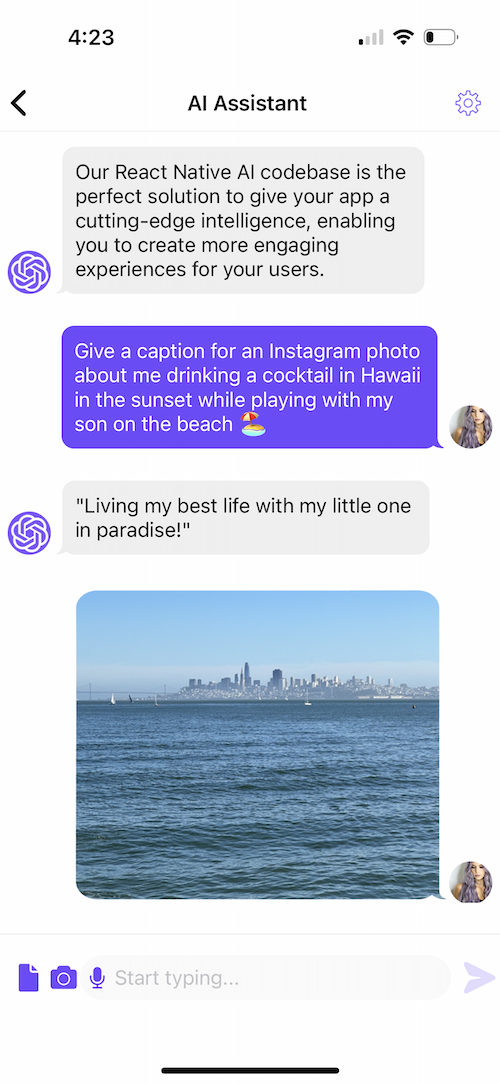 4:23
AI Assistant
Our React Native AI codebase is the
perfect solution to give your app a
cutting-edge intelligence, enabling
you to create more engaging
experiences for your users.
Give a caption for an Instagram photo
about me drinking a cocktail in Hawaii
in the sunset while playing with my
son on the beach 🏖️
"Living my best life with my little one
in paradise!"
Start typing...